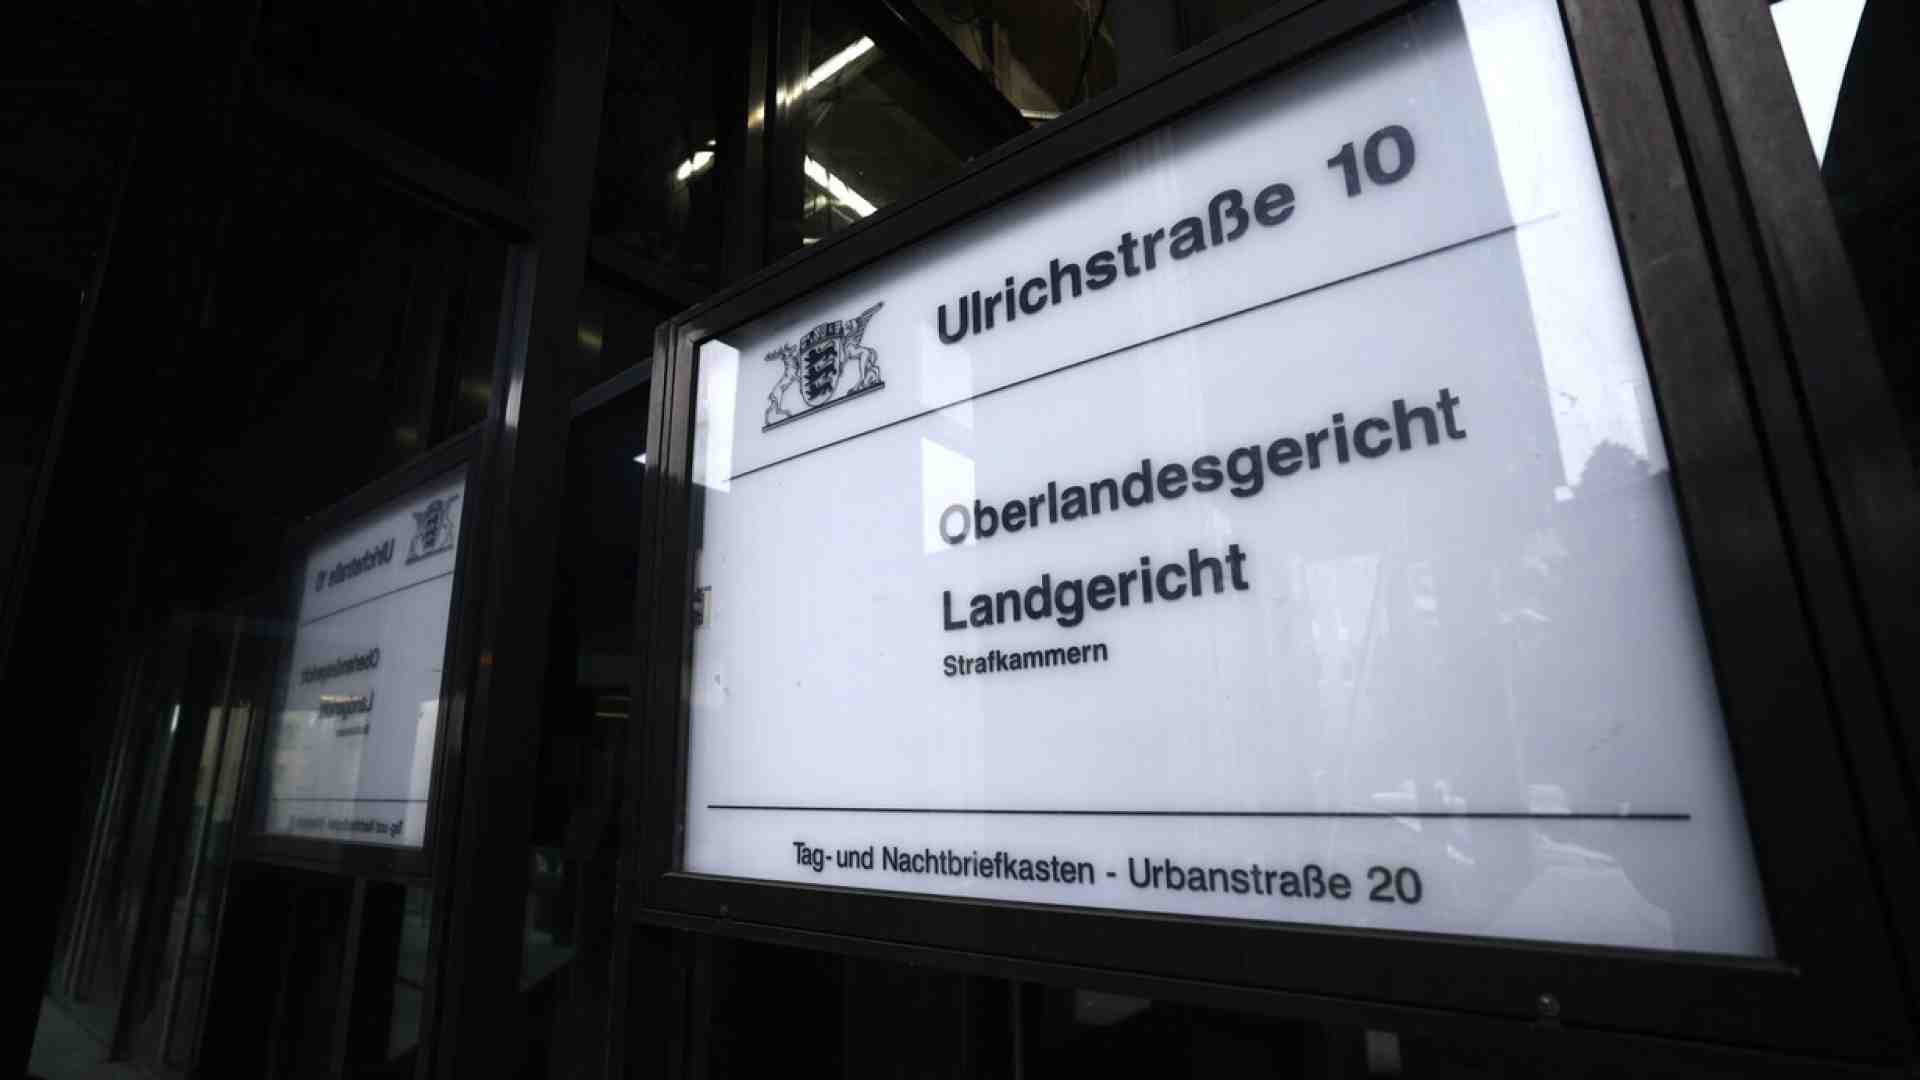 Ulrichstraße 10
Oberlandesgericht
Landgericht
Strafkammern
Tag- und Nachtbriefkasten - Urbanstraße 20